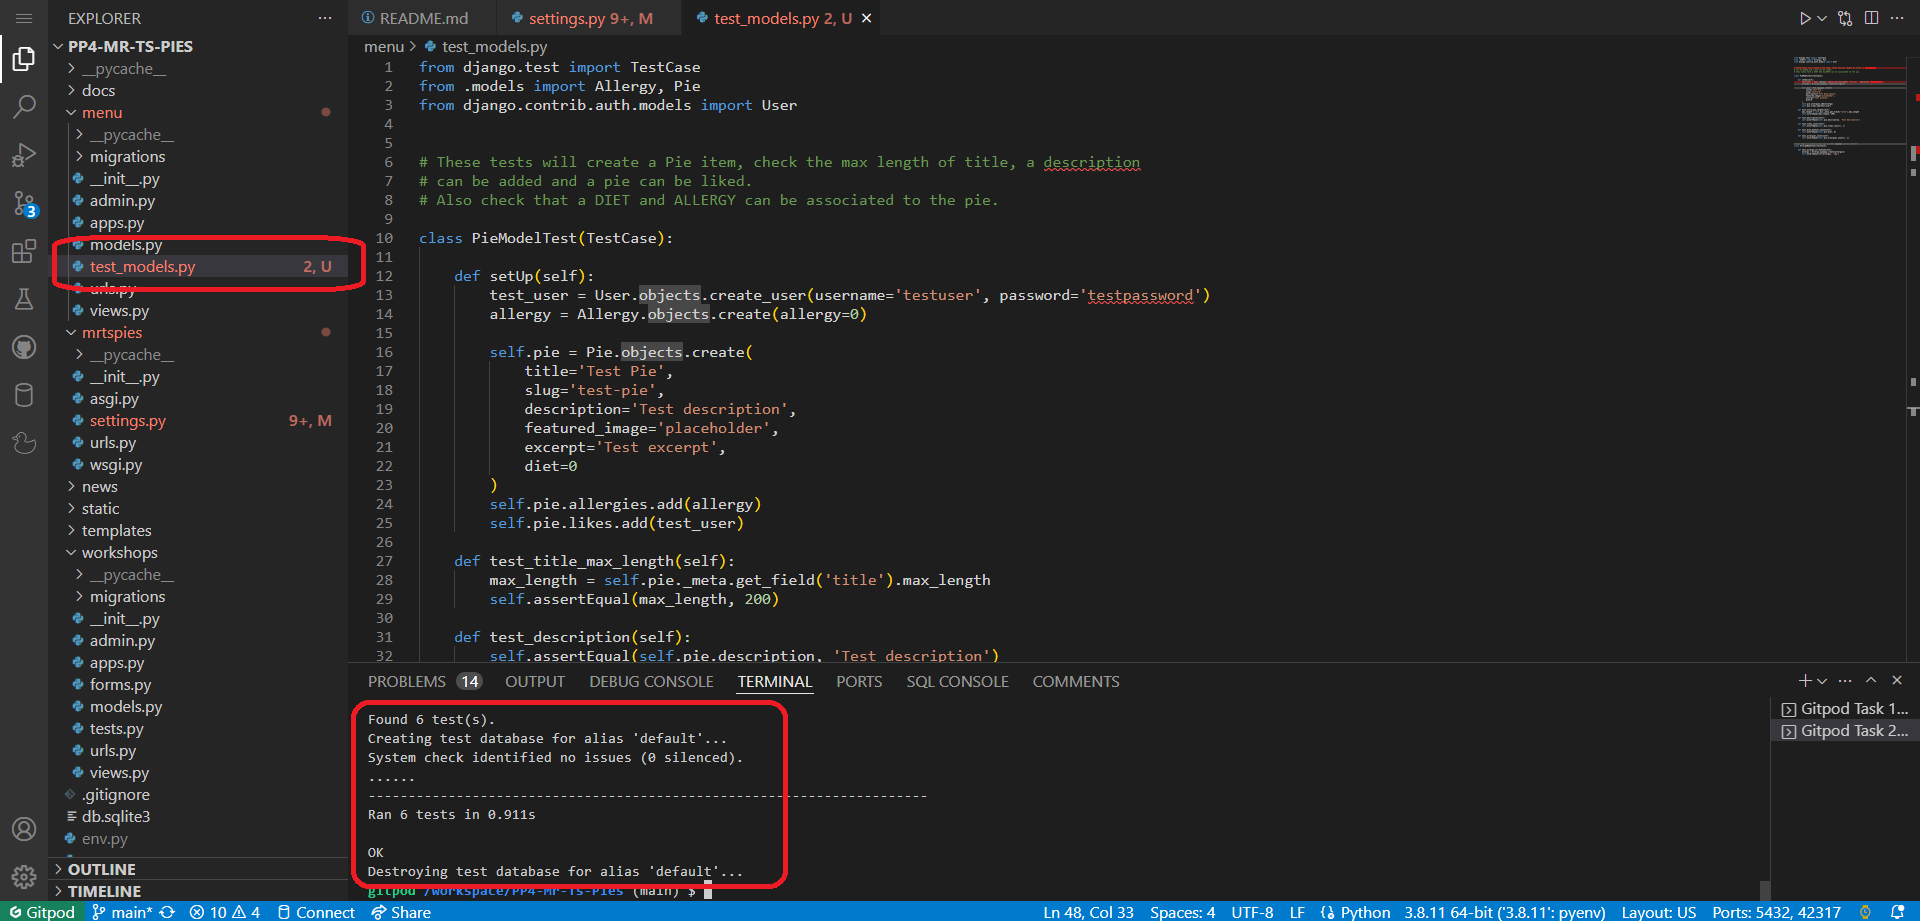 EXPLORER ···
PP4-MR-TS-PIES
__pycache__
docs
menu
__pycache__
migrations
__init__.py
admin.py
apps.py
models.py
test_models.py 2, U
urls.py
views.py
mrtspies
__pycache__
__init__.py
asgi.py
settings.py 9+, M
urls.py
wsgi.py
news
static
templates
workshops
__pycache__
migrations
__init__.py
admin.py
apps.py
forms.py
models.py
tests.py
urls.py
views.py
.gitignore
db.sqlite3
env.py
OUTLINE
TIMELINE
3
README.md
settings.py 9+, M
test_models.py 2, U
menu > test_models.py
1 from django.test import TestCase
2 from .models import Allergy, Pie
3 from django.contrib.auth.models import User
4
5
6 # These tests will create a Pie item, check the max length of title, a description
7 # can be added and a pie can be liked.
8 # Also check that a DIET and ALLERGY can be associated to the pie.
9
10 class PieModelTest(TestCase):
11
12 def setUp(self):
13 test_user = User.objects.create_user(username='testuser', password='testpassword')
14 allergy = Allergy.objects.create(allergy=0)
15
16 self.pie = Pie.objects.create(
17 title='Test Pie',
18 slug='test-pie',
19 description='Test description',
20 featured_image='placeholder',
21 excerpt='Test excerpt',
22 diet=0
23 )
24 self.pie.allergies.add(allergy)
25 self.pie.likes.add(test_user)
26
27 def test_title_max_length(self):
28 max_length = self.pie._meta.get_field('title').max_length
29 self.assertEqual(max_length, 200)
30
31 def test_description(self):
32 self.assertEqual(self.pie.description, 'Test description')
PROBLEMS 14 OUTPUT DEBUG CONSOLE TERMINAL PORTS SQL CONSOLE COMMENTS
Found 6 test(s).
Creating test database for alias 'default'...
System check identified no issues (0 silenced).
......
----------------------------------------------------------------------
Ran 6 tests in 0.911s
OK
Destroying test database for alias 'default'...
gitpod /workspace/PP4-Mr-Ts-Pies (main) $
Gitpod Task 1...
Gitpod Task 2...
Gitpod main* 10 4 Connect Share Ln 48, Col 33 Spaces: 4 UTF-8 LF Python 3.8.11 64-bit ('3.8.11': pyenv) Layout: US Ports: 5432, 42317